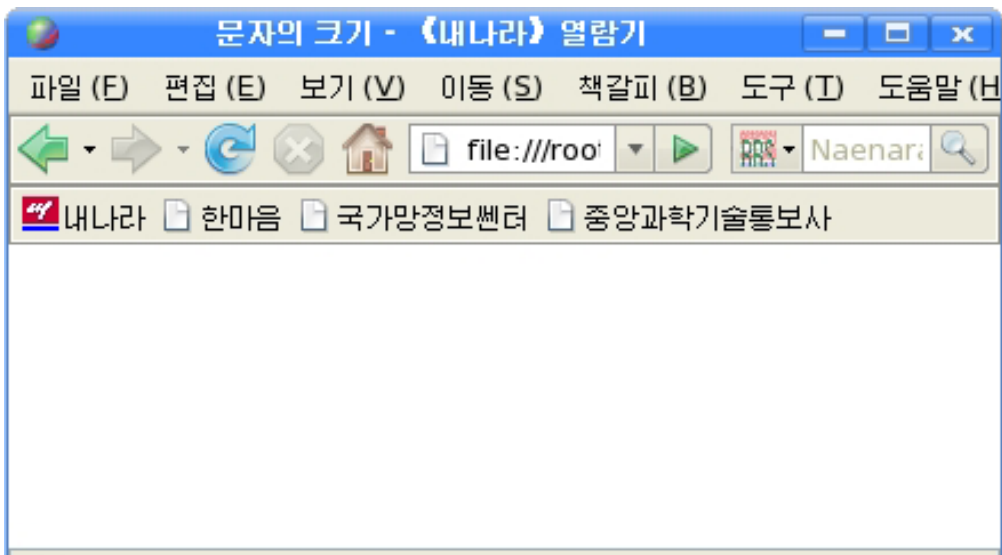 문자의 크기 - 《내나라》 열람기
파일 (F) 편집 (E) 보기 (V) 이동 (S) 책갈피 (B) 도구 (T) 도움말 (H
file:///root Naenara
내나라 한마음 국가망정보쎈터 중앙과학기술통보사